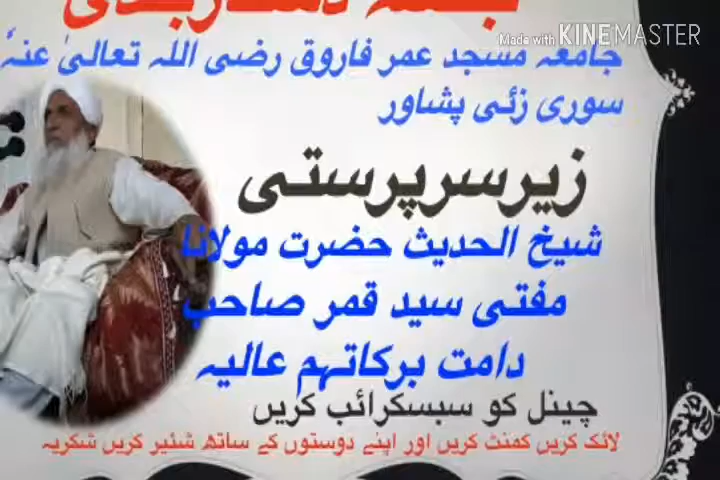 Made with KINEMASTER
جامعہ مسجد عمر فاروق رضی اللہ تعالیٰ عنہٗ
سوری زئی پشاور
زیرسرپرستی
شیخ الحدیث حضرت مولانا
مفتی سید قمر صاحب
دامت برکاتہم عالیہ
چینل کو سبسکرائب کریں
لائک کریں کمنٹ کریں اور اپنے دوستوں کے ساتھ شئیر کریں شکریہ